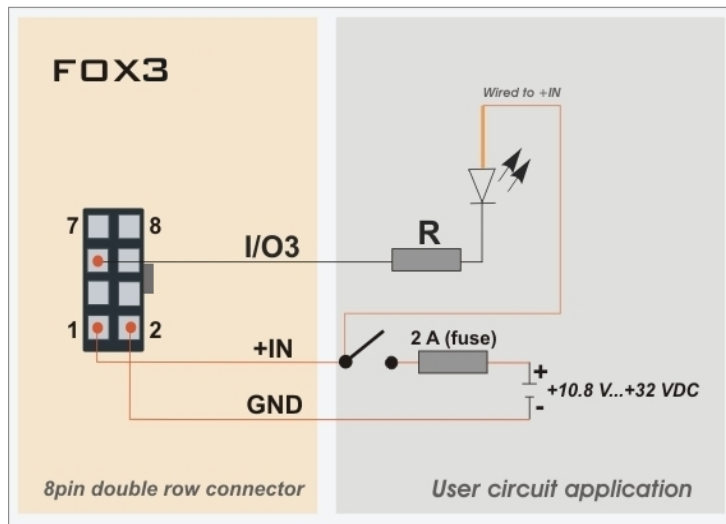 FOX3
Wired to +IN
7 8
I/O3
R
1 2
+IN
2 A (fuse)
GND
+
+10.8 V...+32 VDC
-
8pin double row connector
User circuit application